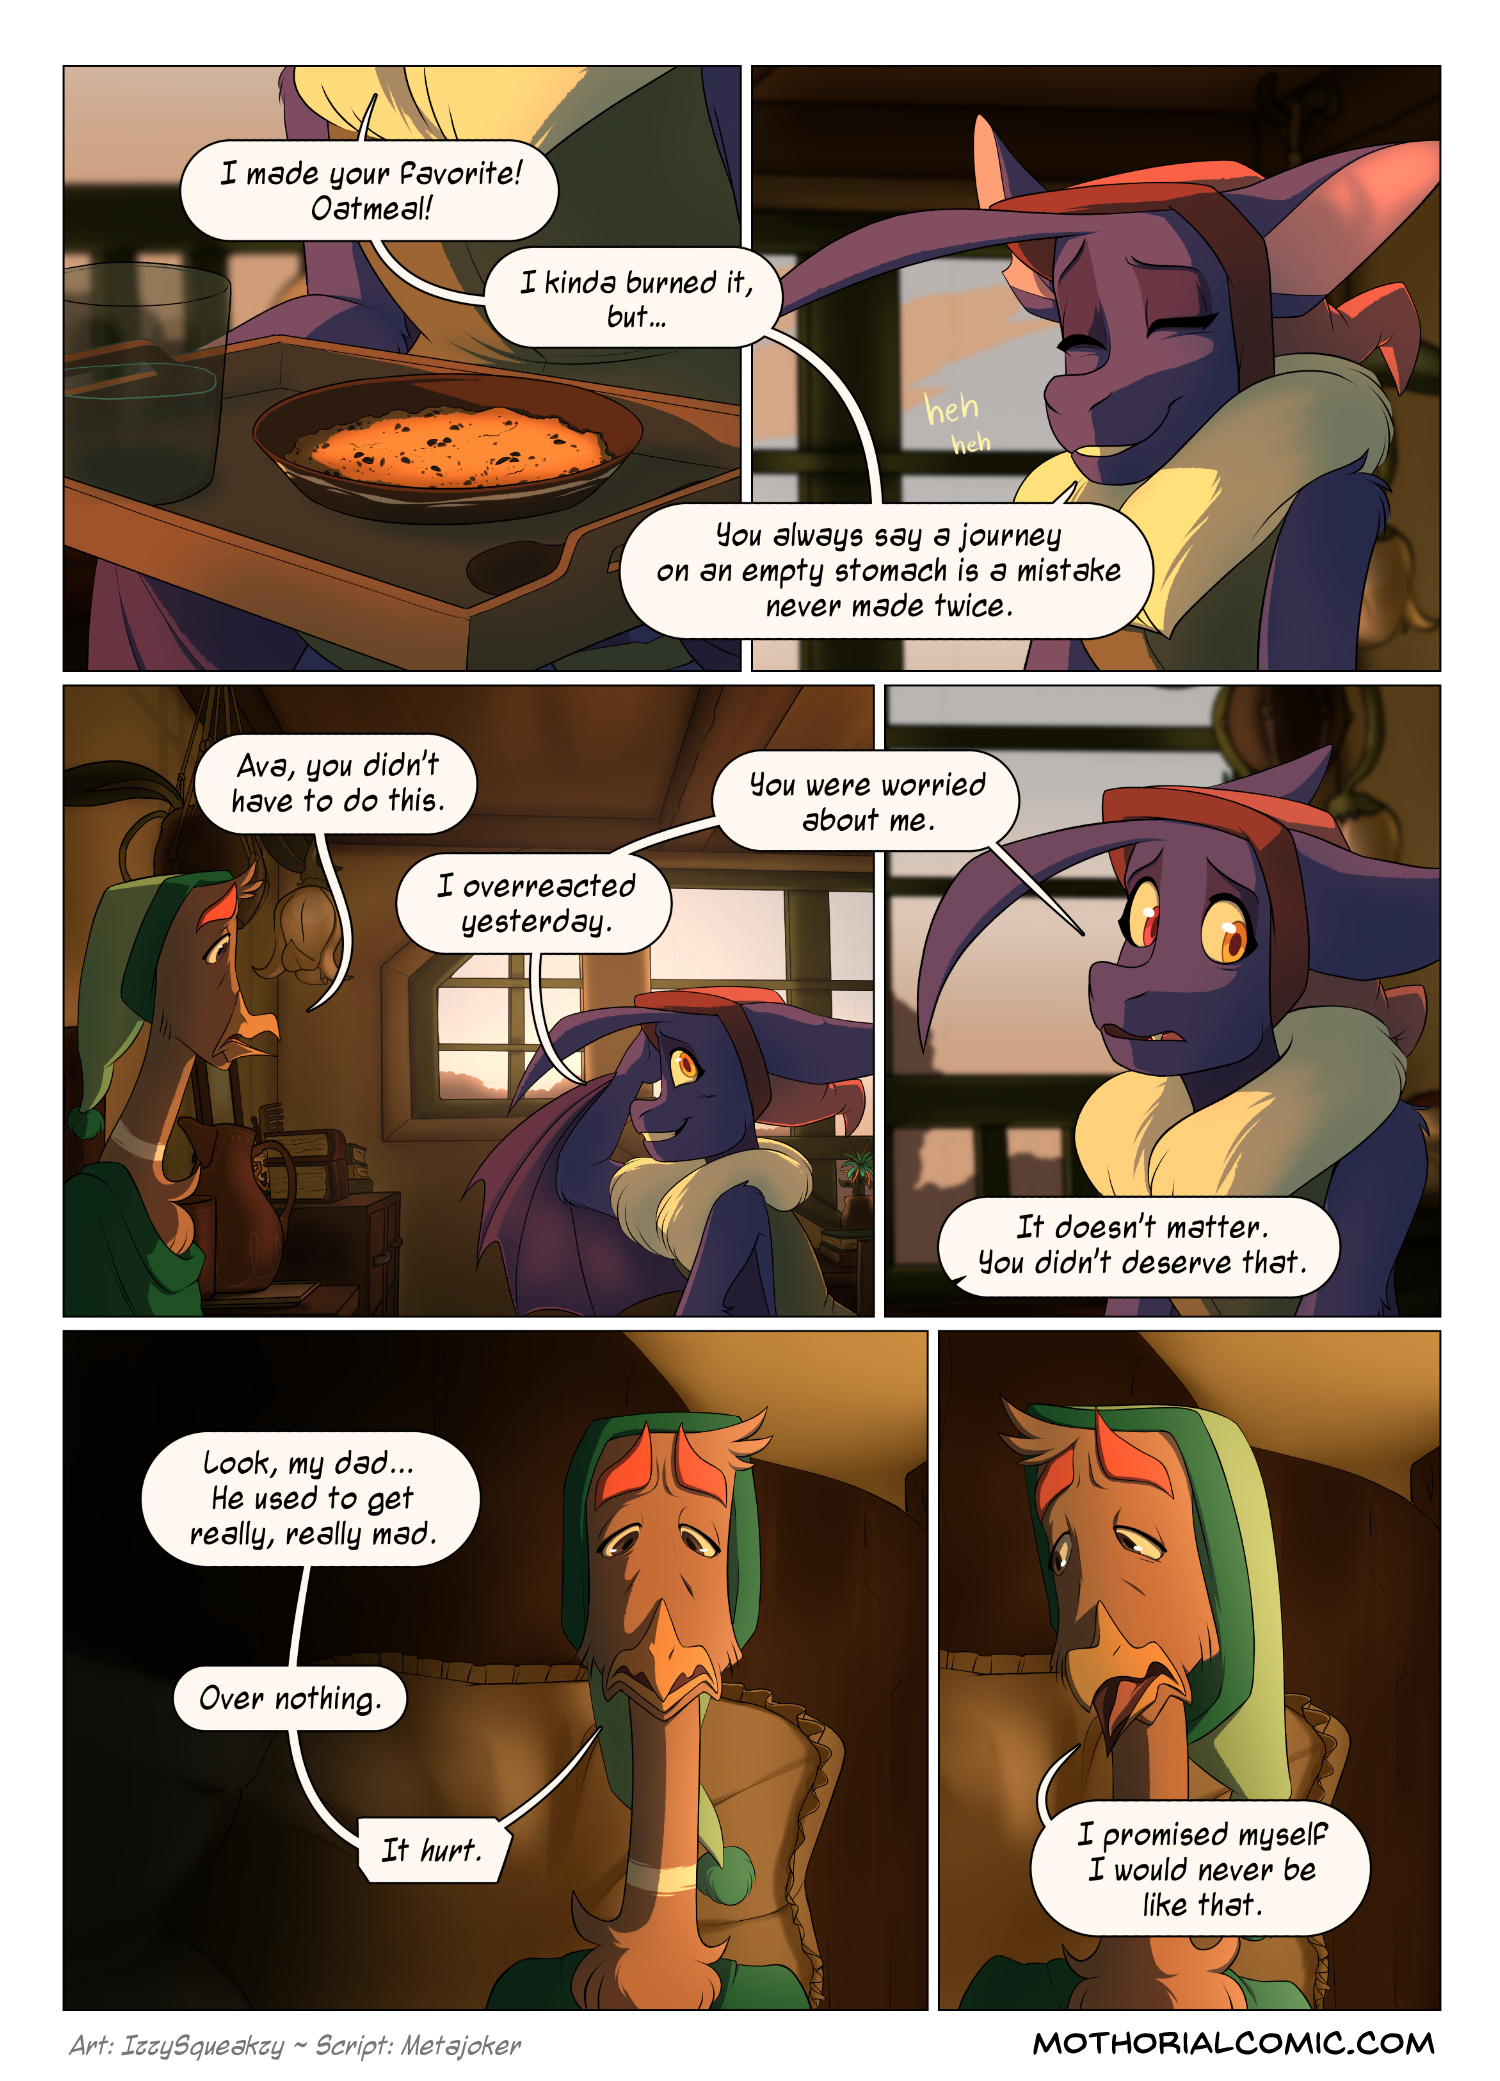 I made your favorite!
Oatmeal!
I kinda burned it,
but...
heh
heh
You always say a journey
on an empty stomach is a mistake
never made twice.
Ava, you didn't
have to do this.
I overreacted
yesterday.
You were worried
about me.
It doesn't matter.
You didn't deserve that.
Look, my dad...
He used to get
really, really mad.
Over nothing.
It hurt.
I promised myself
I would never be
like that.
Art: IzzySqueakzy ~ Script: Metajoker
MOTHORIALCOMIC.COM